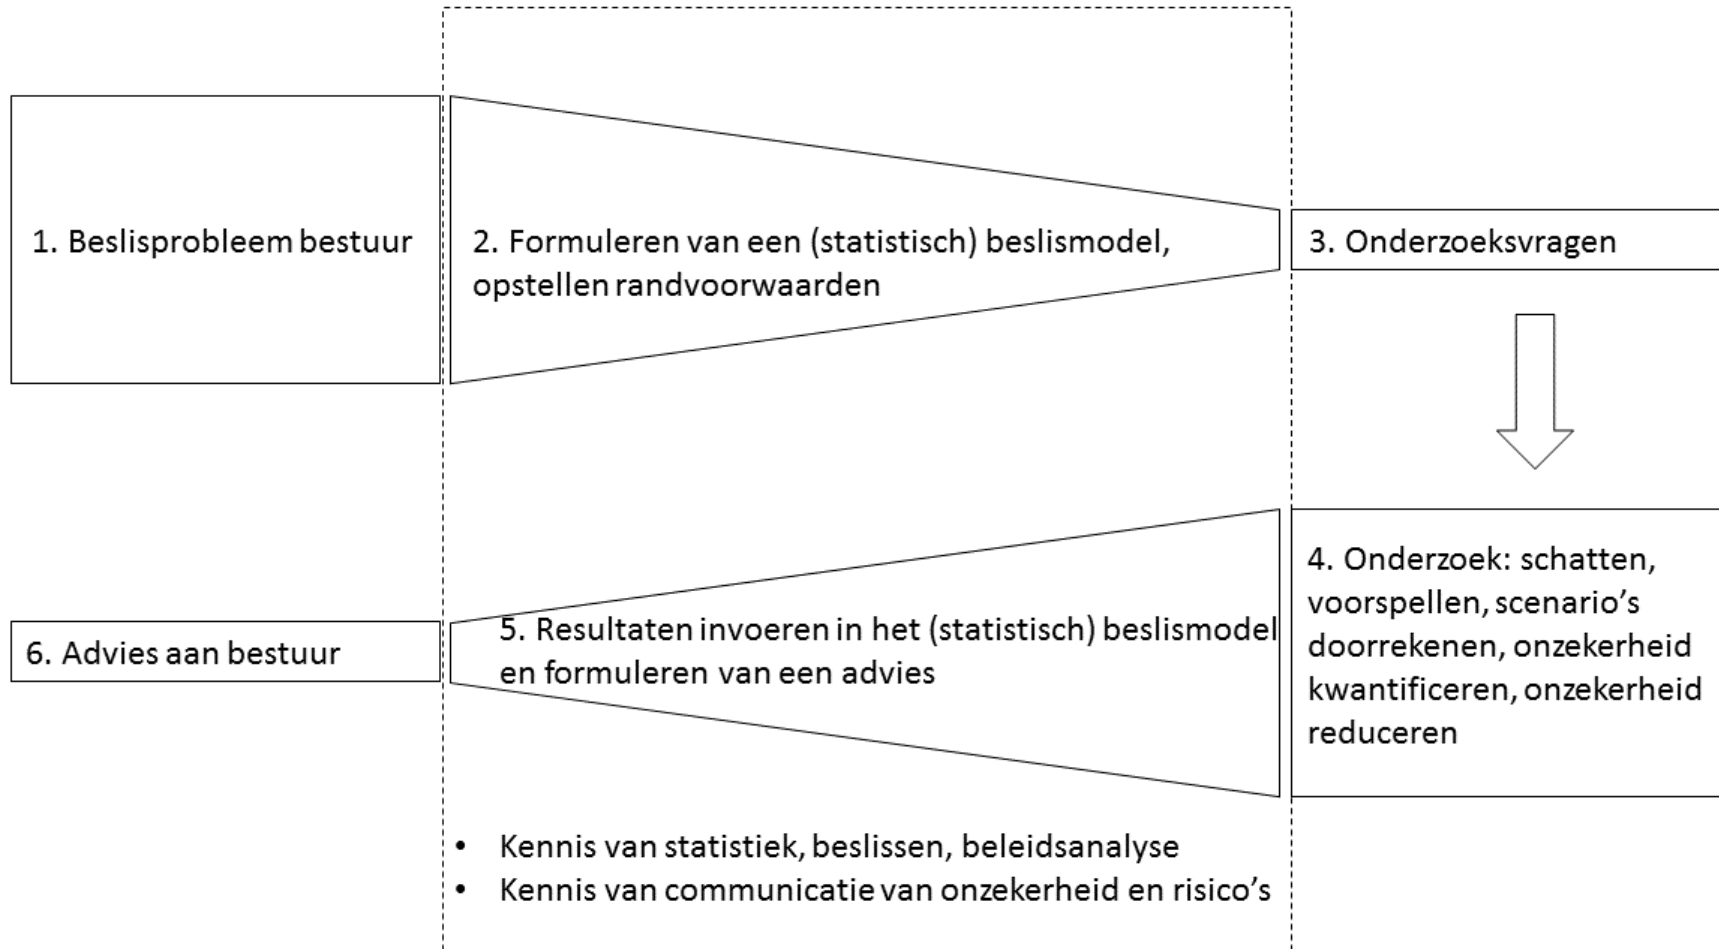 1. Beslisprobleem bestuur
2. Formuleren van een (statistisch) beslismodel,
opstellen randvoorwaarden
3. Onderzoeksvragen
4. Onderzoek: schatten,
voorspellen, scenario's
doorrekenen, onzekerheid
kwantificeren, onzekerheid
reduceren
5. Resultaten invoeren in het (statistisch) beslismodel
en formuleren van een advies
6. Advies aan bestuur
• Kennis van statistiek, beslissen, beleidsanalyse
• Kennis van communicatie van onzekerheid en risico's